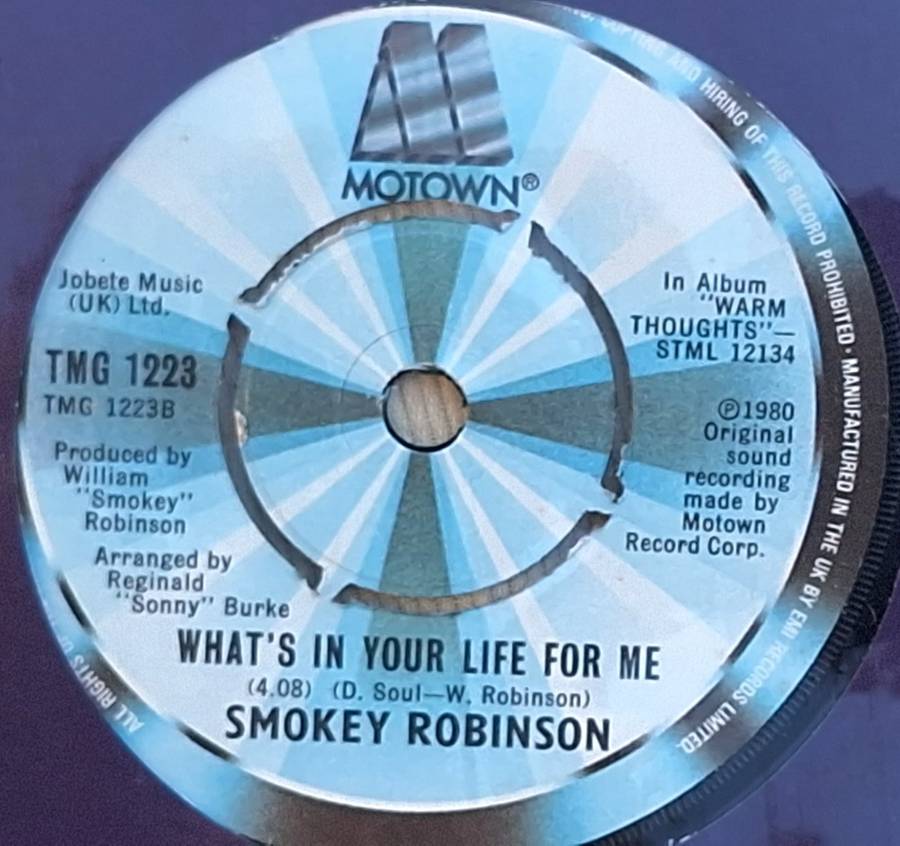 MOTOWN®
Jobete Music
(UK) Ltd.
TMG 1223
TMG 1223B
Produced by
William
"Smokey"
Robinson
Arranged by
Reginald
"Sonny" Burke
In Album
"WARM
THOUGHTS"—
STML 12134
℗1980
Original
sound
recording
made by
Motown
Record Corp.
WHAT'S IN YOUR LIFE FOR ME
(4.08) (D. Soul—W. Robinson)
SMOKEY ROBINSON
ALL RIGHTS
AND HIRING OF THIS RECORD PROHIBITED · MANUFACTURED IN THE UK BY EMI RECORDS LIMITED.